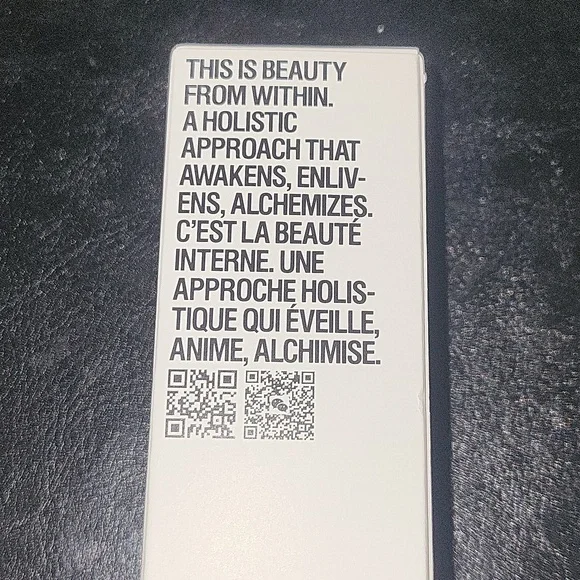 THIS IS BEAUTY
FROM WITHIN.
A HOLISTIC
APPROACH THAT
AWAKENS, ENLIV-
ENS, ALCHEMIZES.
C'EST LA BEAUTÉ
INTERNE. UNE
APPROCHE HOLIS-
TIQUE QUI ÉVEILLE,
ANIME, ALCHIMISE.